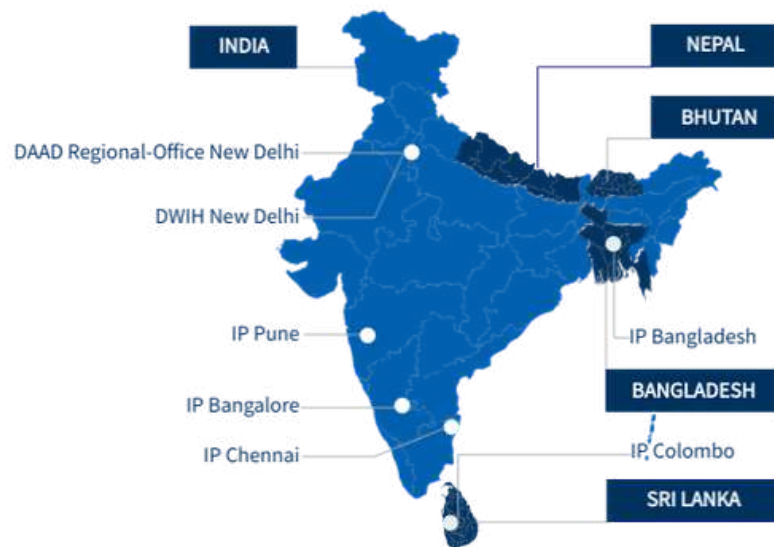 INDIA
NEPAL
BHUTAN
DAAD Regional-Office New Delhi
DWIH New Delhi
IP Pune
IP Bangladesh
BANGLADESH
IP Bangalore
IP Chennai
IP Colombo
SRI LANKA